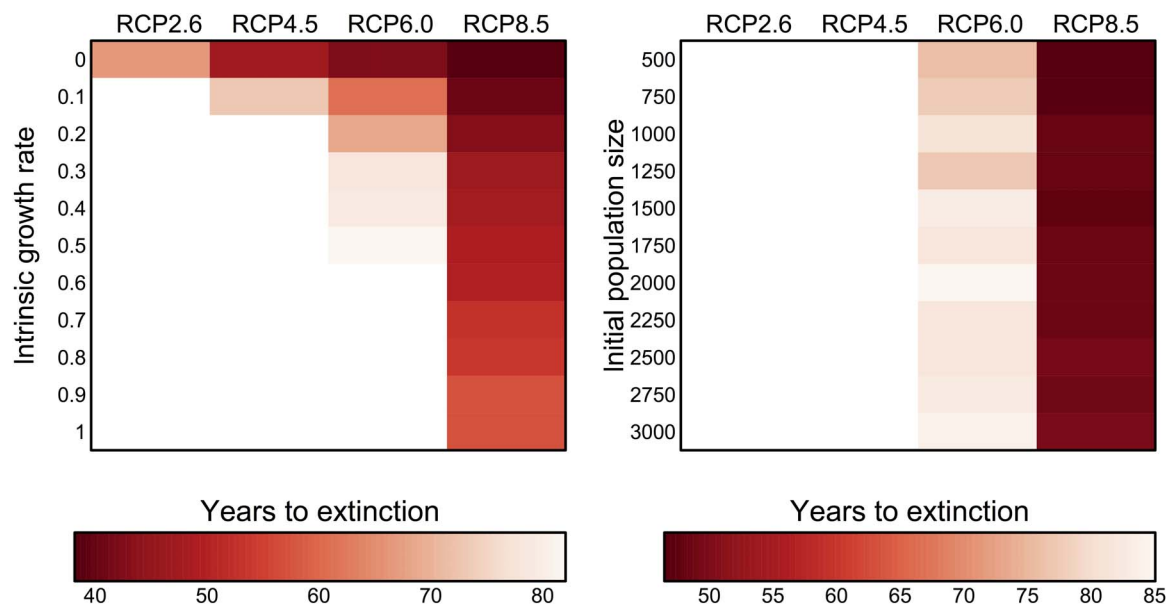 RCP2.6 RCP4.5 RCP6.0 RCP8.5
Intrinsic growth rate
0
0.1
0.2
0.3
0.4
0.5
0.6
0.7
0.8
0.9
1
Years to extinction
40 50 60 70 80
RCP2.6 RCP4.5 RCP6.0 RCP8.5
Initial population size
500
750
1000
1250
1500
1750
2000
2250
2500
2750
3000
Years to extinction
50 55 60 65 70 75 80 85